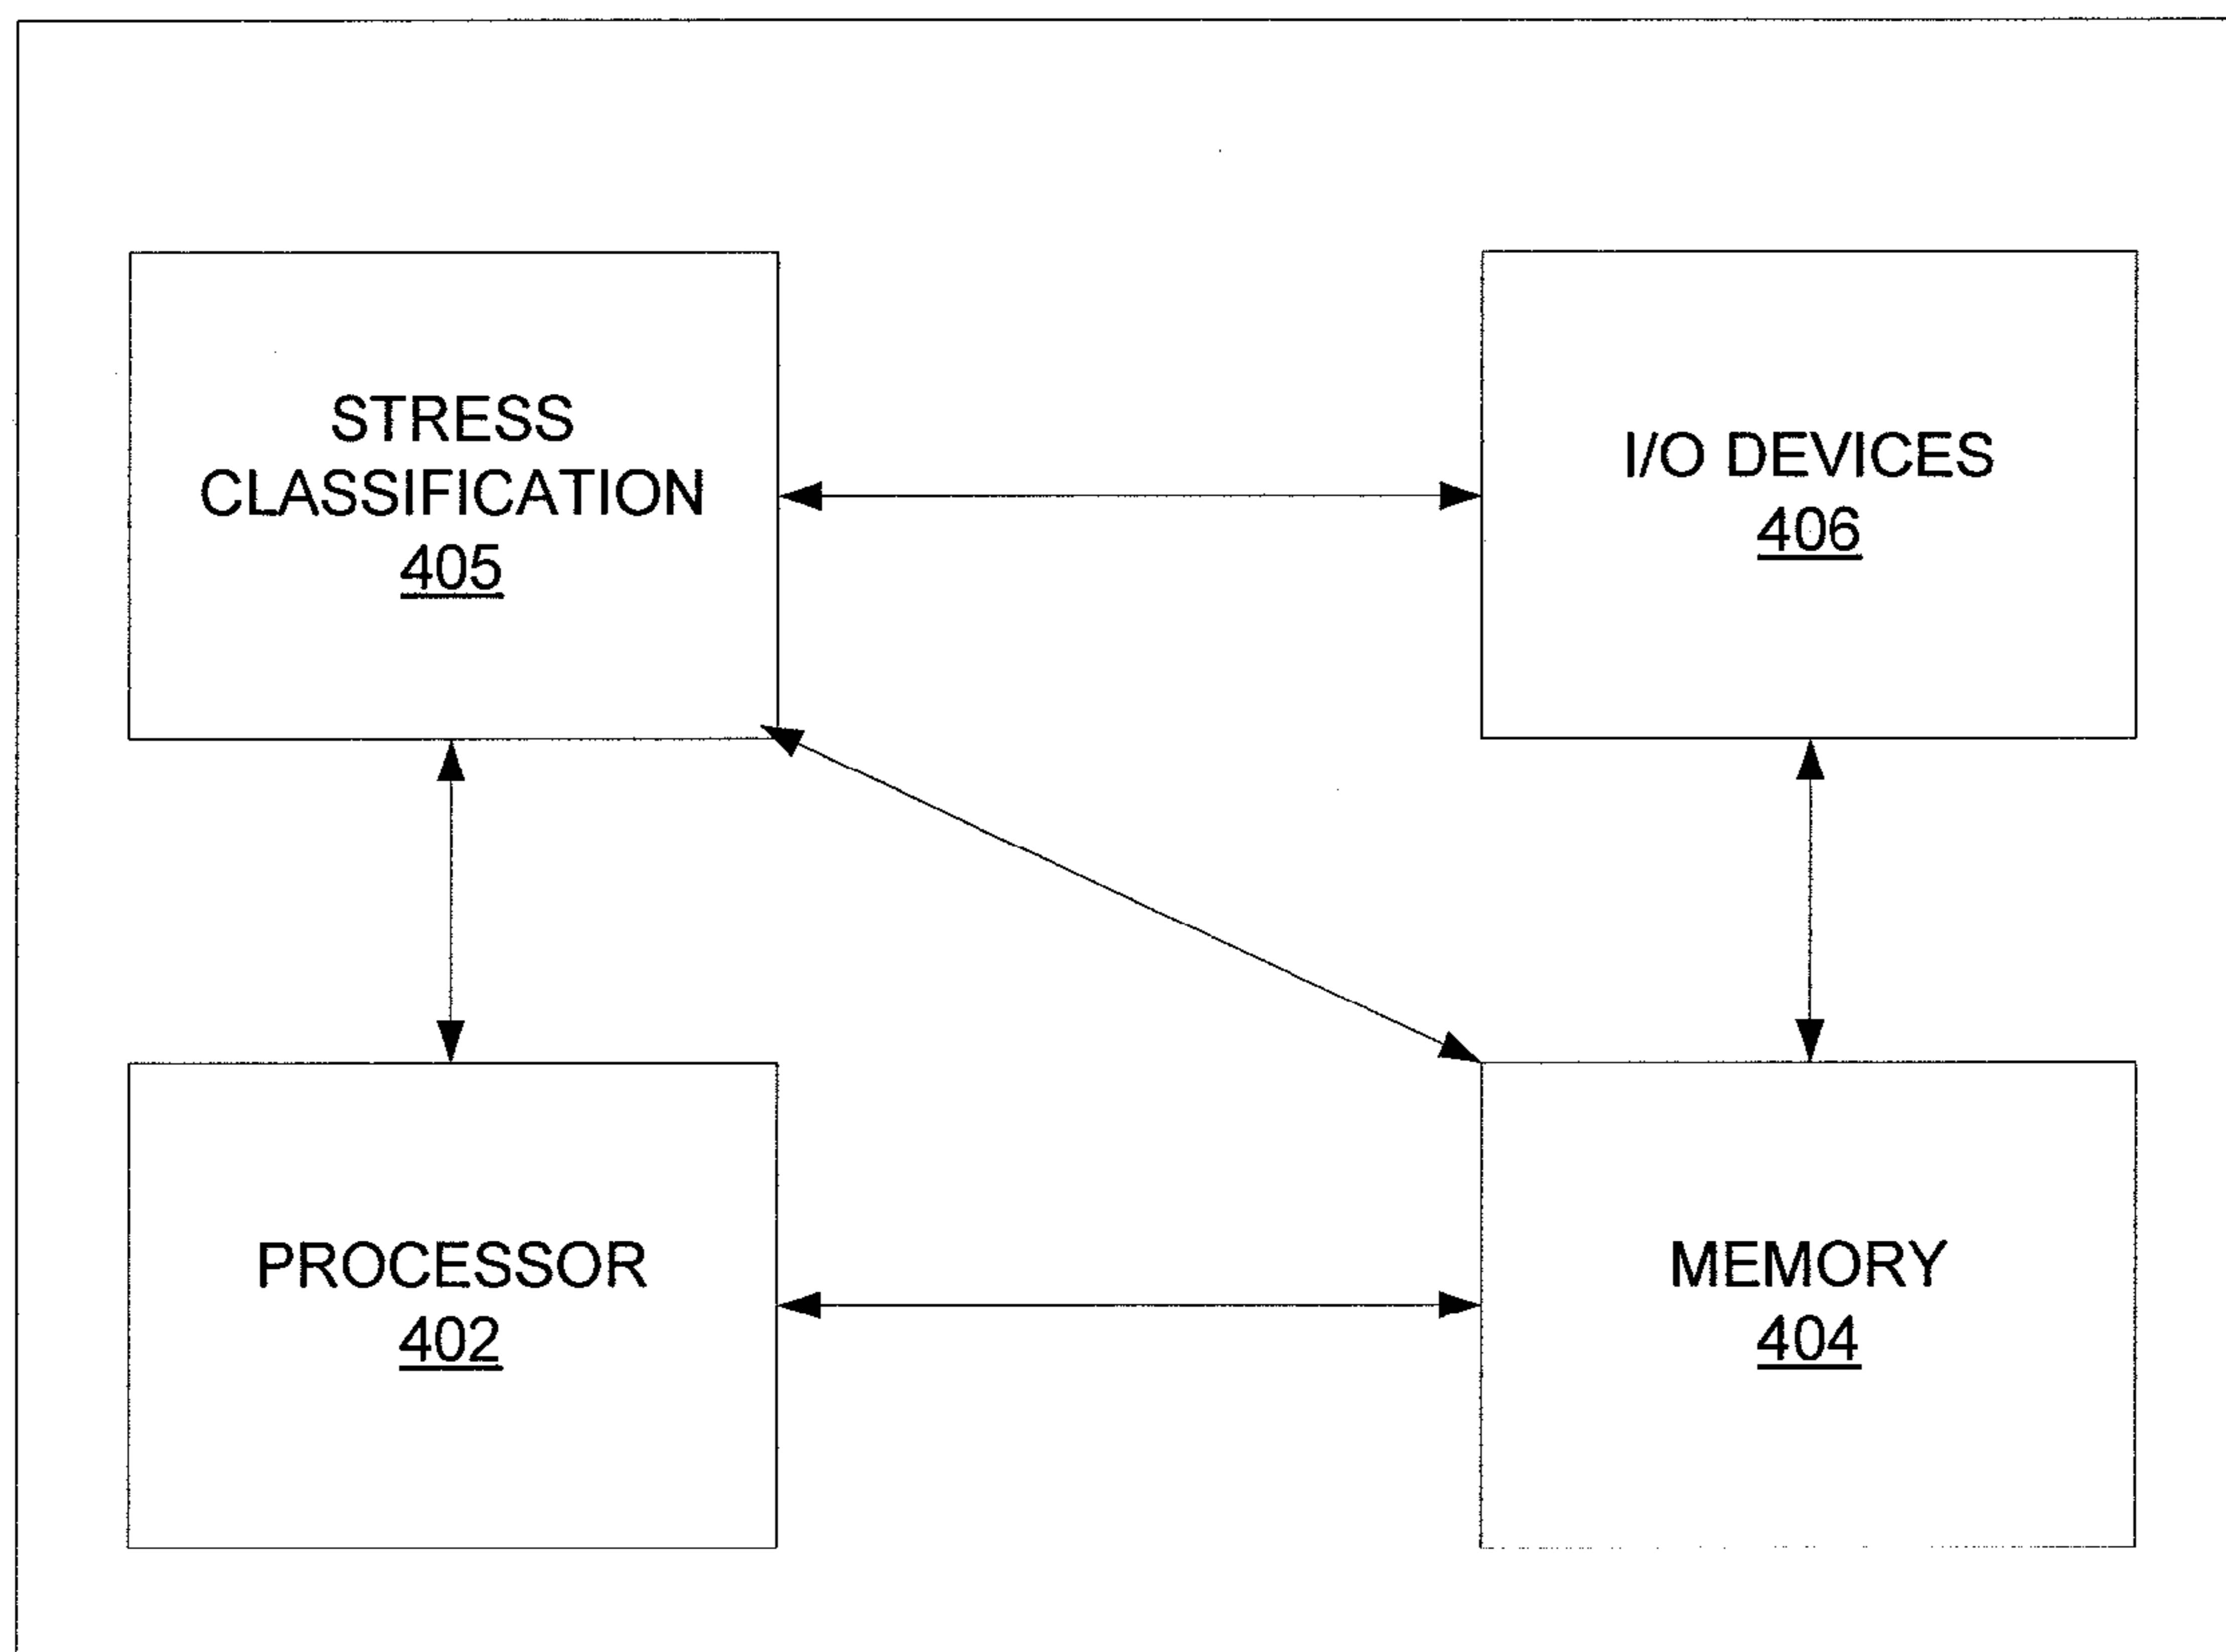 STRESS
CLASSIFICATION
405
I/O DEVICES
406
PROCESSOR
402
MEMORY
404